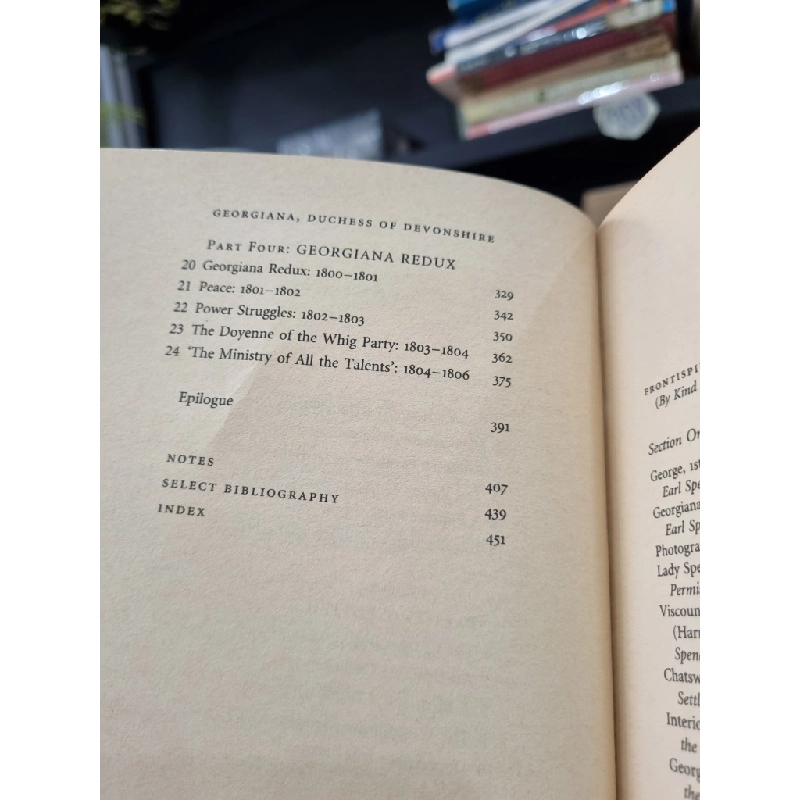 GEORGIANA, DUCHESS OF DEVONSHIRE
PART FOUR: GEORGIANA REDUX
20 Georgiana Redux: 1800–1801 329
21 Peace: 1801–1802 342
22 Power Struggles: 1802–1803 350
23 The Doyenne of the Whig Party: 1803–1804 362
24 'The Ministry of All the Talents': 1804–1806 375
Epilogue 391
NOTES 407
SELECT BIBLIOGRAPHY 439
INDEX 451
FRONTISPI
(By Kind
Section On
George, 1st
Earl Spe
Georgiana
Earl Sp
Photogra
Lady Spe
Permi
Viscoun
(Harr
Spen
Chatsw
Settl
Interio
the
Georg
the